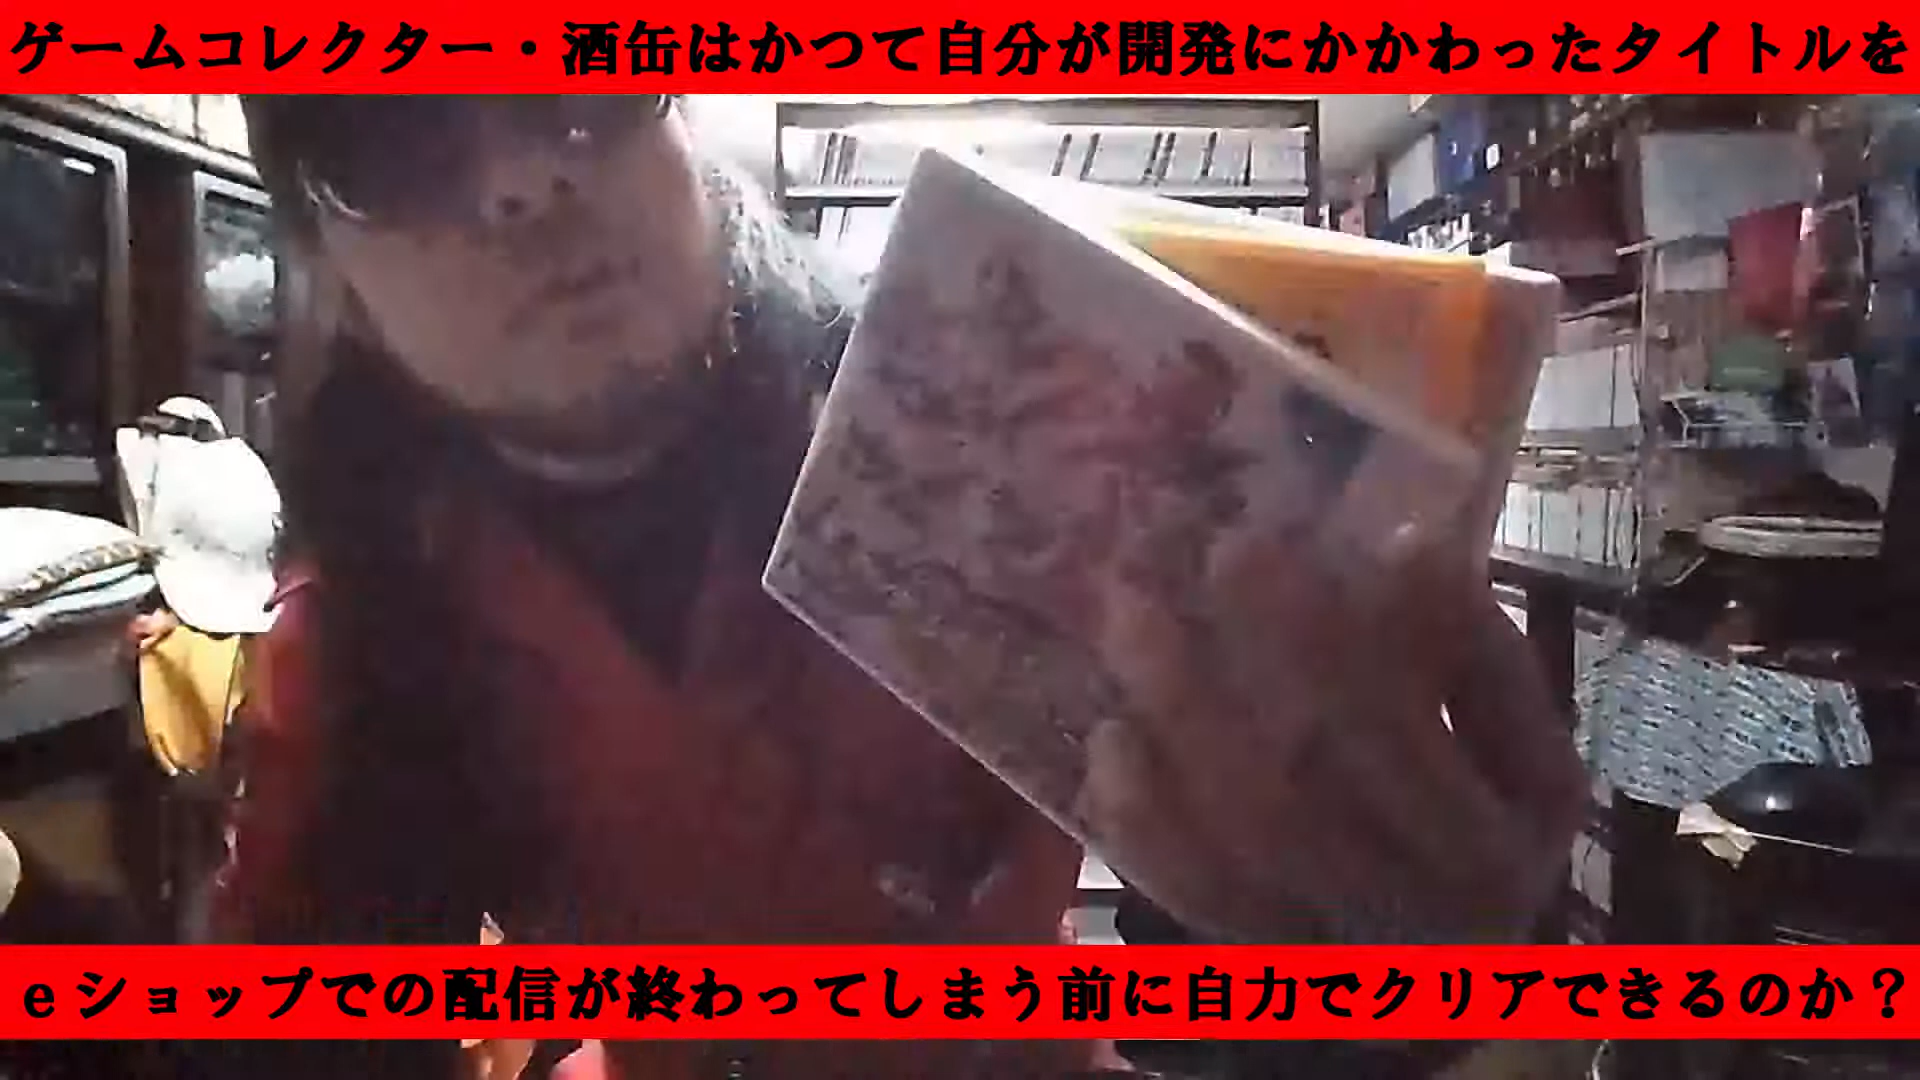 ゲームコレクター・酒缶はかつて自分が開発にかかわったタイトルを
eショップでの配信が終わってしまう前に自力でクリアできるのか？